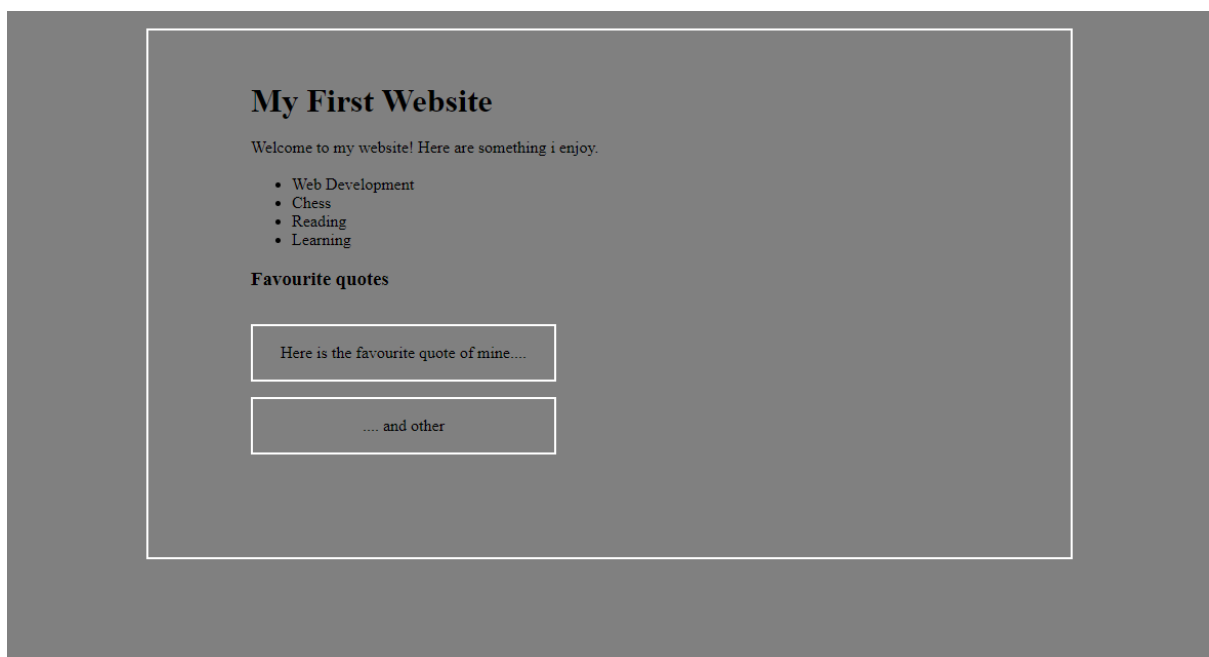 My First Website
Welcome to my website! Here are something i enjoy.
Web Development
Chess
Reading
Learning
Favourite quotes
Here is the favourite quote of mine....
.... and other